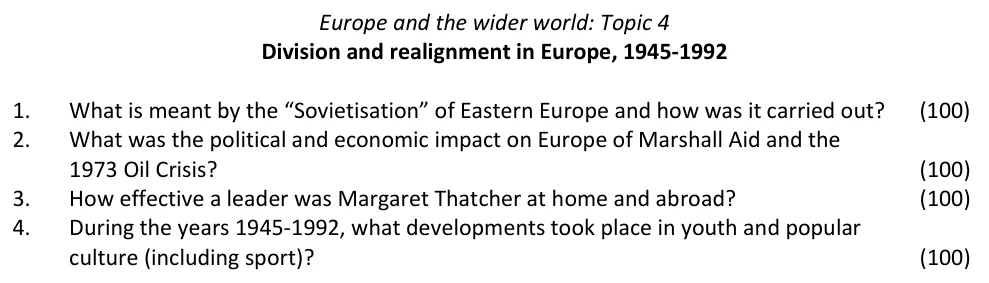 Europe and the wider world: Topic 4
Division and realignment in Europe, 1945-1992
1. What is meant by the “Sovietisation” of Eastern Europe and how was it carried out? (100)
2. What was the political and economic impact on Europe of Marshall Aid and the
1973 Oil Crisis? (100)
3. How effective a leader was Margaret Thatcher at home and abroad? (100)
4. During the years 1945-1992, what developments took place in youth and popular
culture (including sport)? (100)